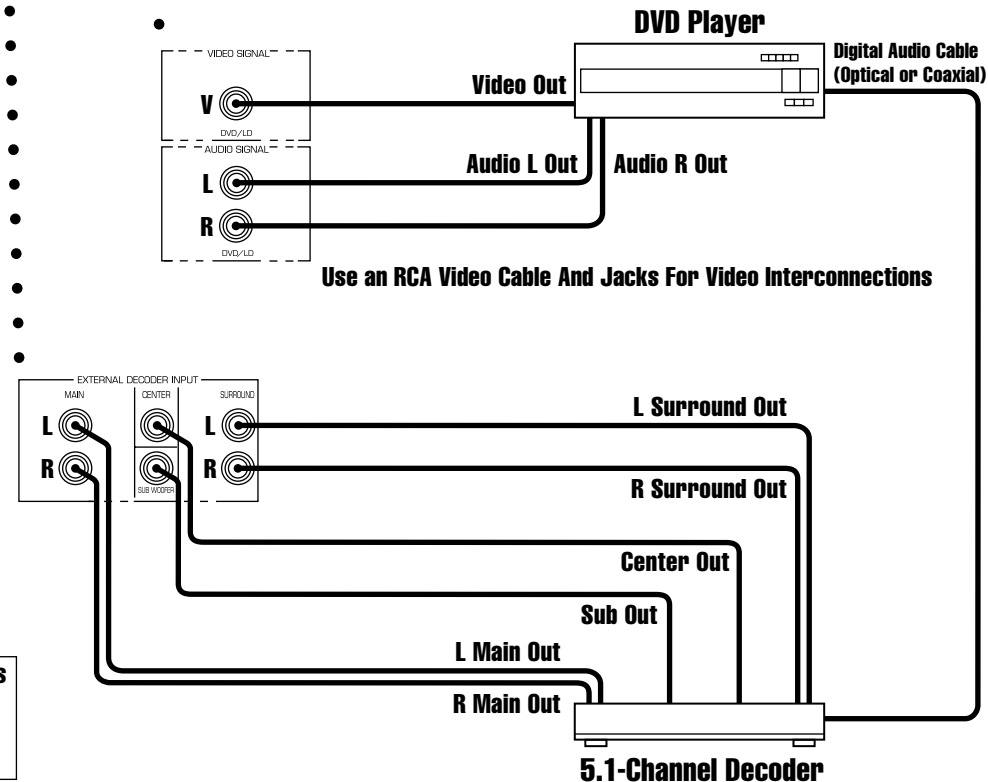 DVD Player
Digital Audio Cable
(Optical or Coaxial)
VIDEO SIGNAL
Video Out
V
DVD/LD
AUDIO SIGNAL
Audio L Out
Audio R Out
L
R
DVD/LD
Use an RCA Video Cable And Jacks For Video Interconnections
EXTERNAL DECODER INPUT
MAIN
CENTER
SURROUND
L
L
L Surround Out
R
R
SUB WOOFER
R Surround Out
Center Out
Sub Out
L Main Out
R Main Out
5.1-Channel Decoder